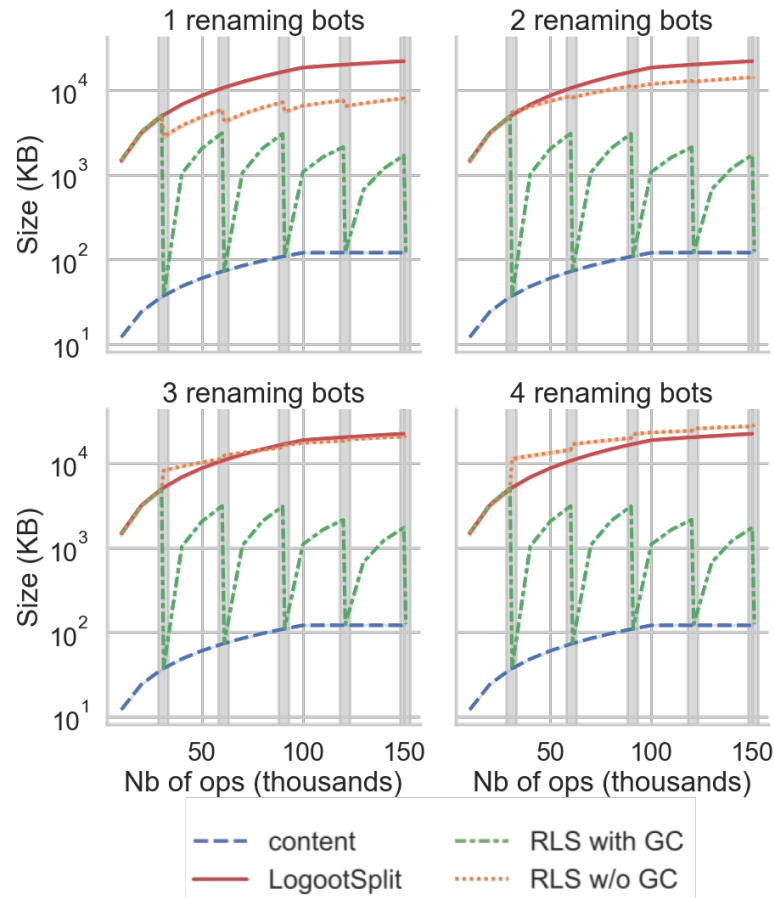 1 renaming bots
2 renaming bots
Size (KB)
10^4
10^3
10^2
10^1
3 renaming bots
4 renaming bots
Size (KB)
10^4
10^3
10^2
10^1
50
100
150
50
100
150
Nb of ops (thousands)
Nb of ops (thousands)
content
RLS with GC
LogootSplit
RLS w/o GC